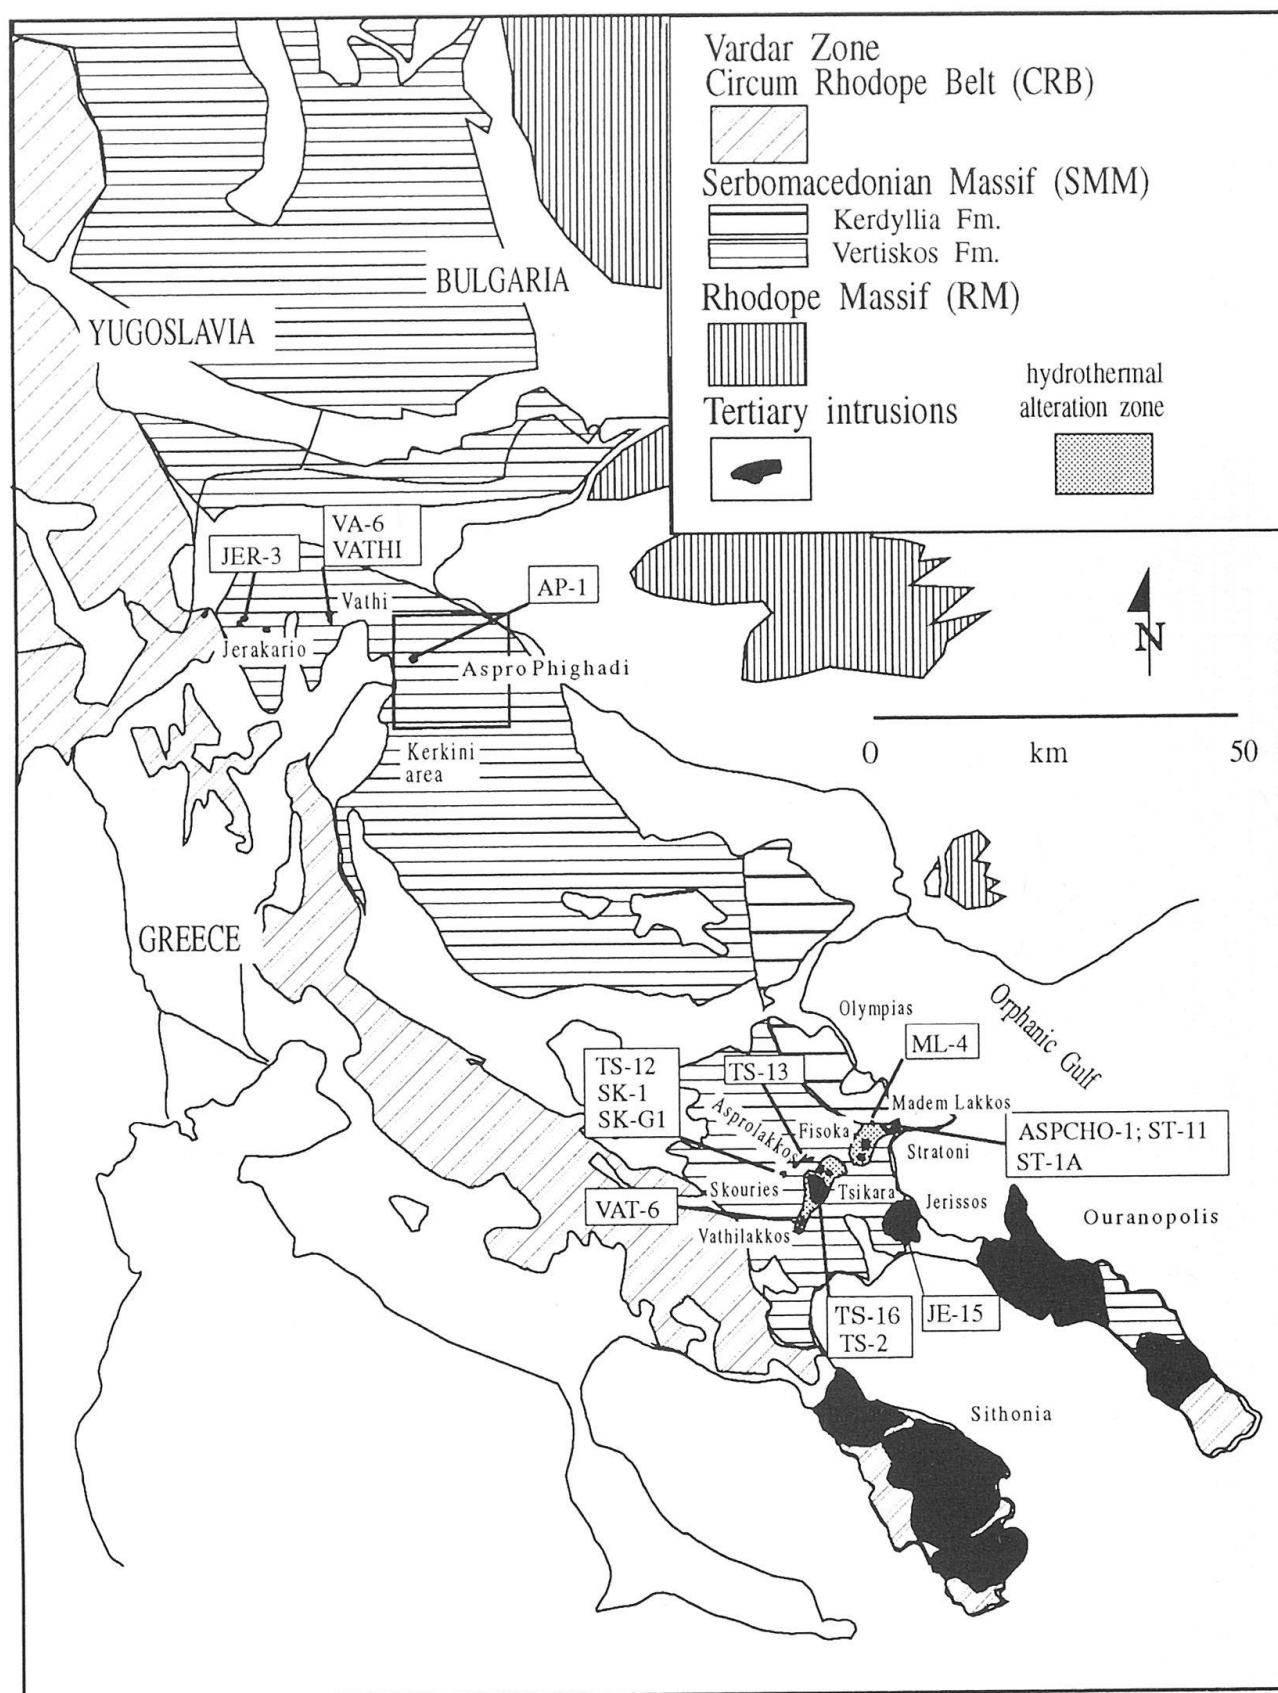 Vardar Zone
Circum Rhodope Belt (CRB)
Serbomacedonian Massif (SMM)
Kerdyllia Fm.
Vertiskos Fm.
Rhodope Massif (RM)
Tertiary intrusions
hydrothermal
alteration zone
BULGARIA
YUGOSLAVIA
JER-3
VA-6
VATHI
Vathi
AP-1
Jerakario
Aspro Phighadi
Kerkini
area
N
0 km 50
GREECE
Orphanic Gulf
Olympias
ML-4
TS-12
SK-1
SK-G1
TS-13
Asprolakkos
Fisoka
Madem Lakkos
ASPCHO-1; ST-11
ST-1A
Stratoni
Skouries
Tsikara
Jerissos
VAT-6
Vathilakkos
Ouranopolis
TS-16
TS-2
JE-15
Sithonia